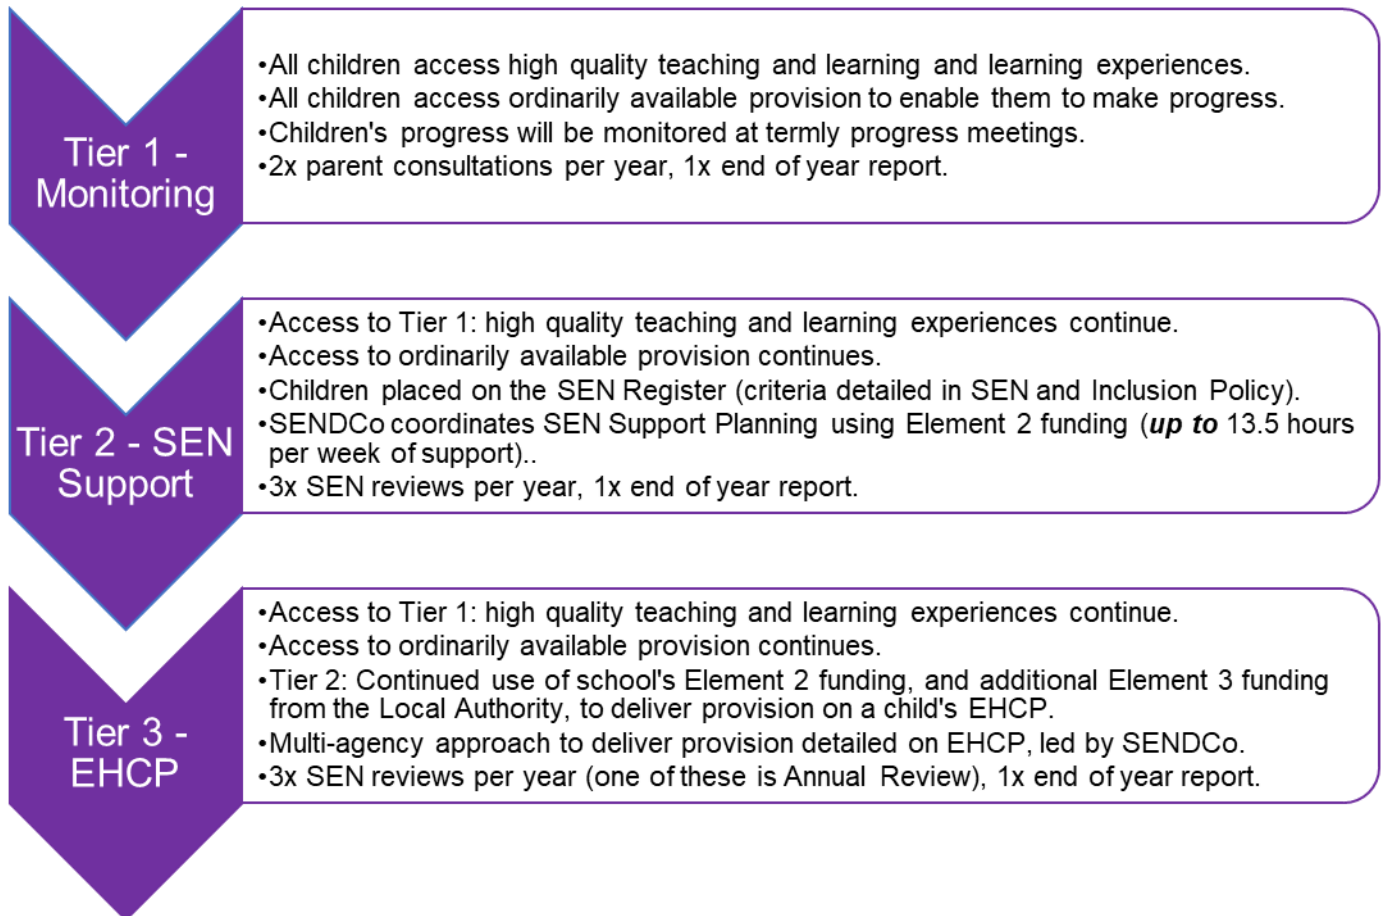 Tier 1 -
Monitoring
•All children access high quality teaching and learning and learning experiences.
•All children access ordinarily available provision to enable them to make progress.
•Children's progress will be monitored at termly progress meetings.
•2x parent consultations per year, 1x end of year report.
Tier 2 - SEN
Support
•Access to Tier 1: high quality teaching and learning experiences continue.
•Access to ordinarily available provision continues.
•Children placed on the SEN Register (criteria detailed in SEN and Inclusion Policy).
•SENDCo coordinates SEN Support Planning using Element 2 funding (up to 13.5 hours
per week of support)..
•3x SEN reviews per year, 1x end of year report.
Tier 3 -
EHCP
•Access to Tier 1: high quality teaching and learning experiences continue.
•Access to ordinarily available provision continues.
•Tier 2: Continued use of school's Element 2 funding, and additional Element 3 funding
from the Local Authority, to deliver provision on a child's EHCP.
•Multi-agency approach to deliver provision detailed on EHCP, led by SENDCo.
•3x SEN reviews per year (one of these is Annual Review), 1x end of year report.